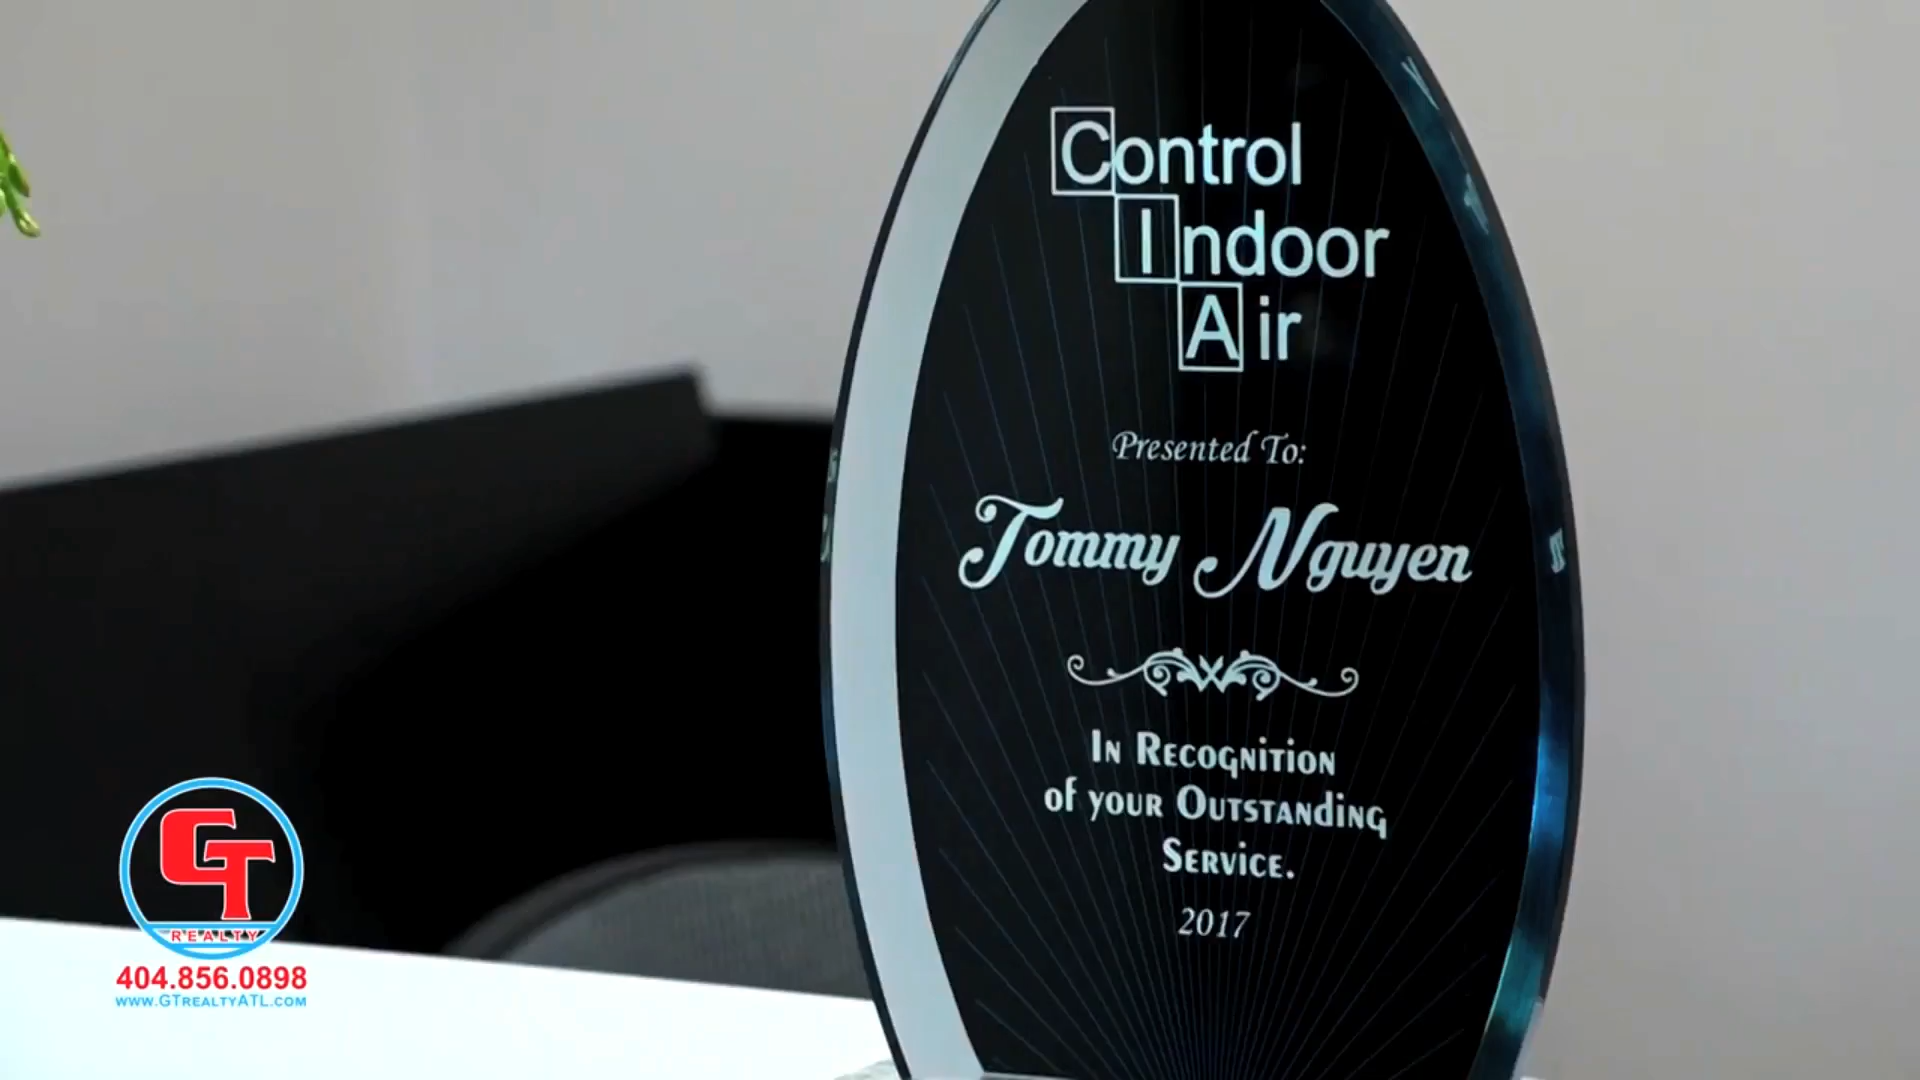 Control
Indoor
Air
Presented To:
Tommy Nguyen
In Recognition
of your Outstanding
Service.
2017
GT
REALTY
404.856.0898
www.GTrealtyATL.com